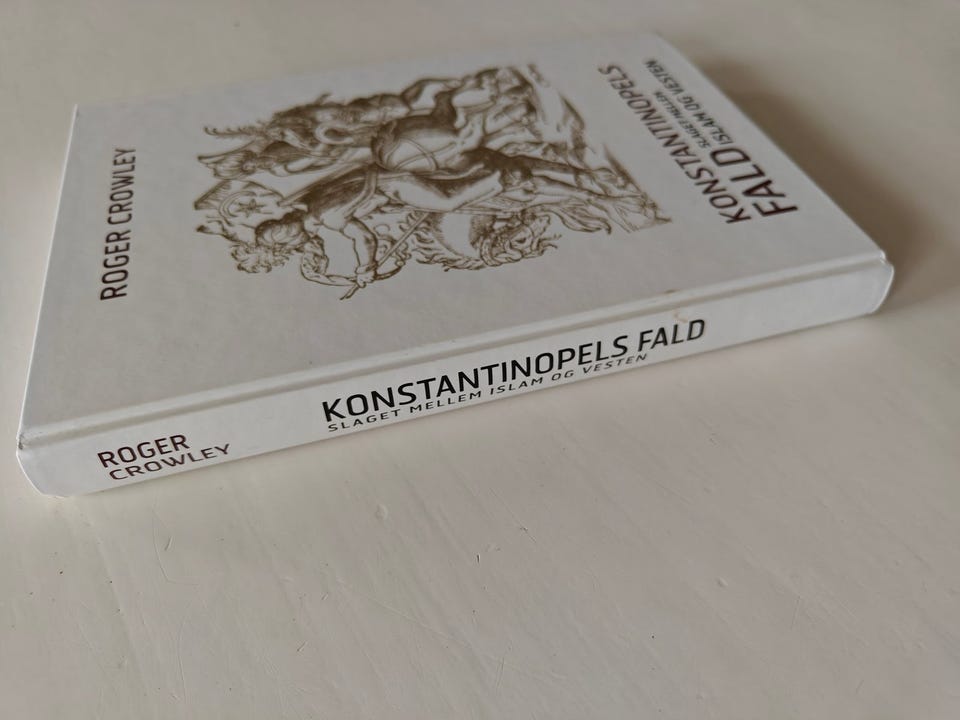 ROGER CROWLEY
KONSTANTINOPELS
FALD
SLAGET MELLEM
ISLAM OG VESTEN
ROGER
CROWLEY
KONSTANTINOPELS FALD
SLAGET MELLEM ISLAM OG VESTEN